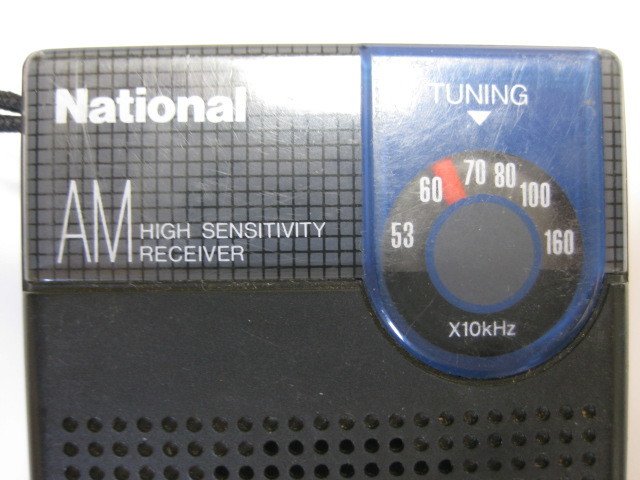 National
TUNING
AM HIGH SENSITIVITY
RECEIVER
53 60 70 80 100 160
X10kHz